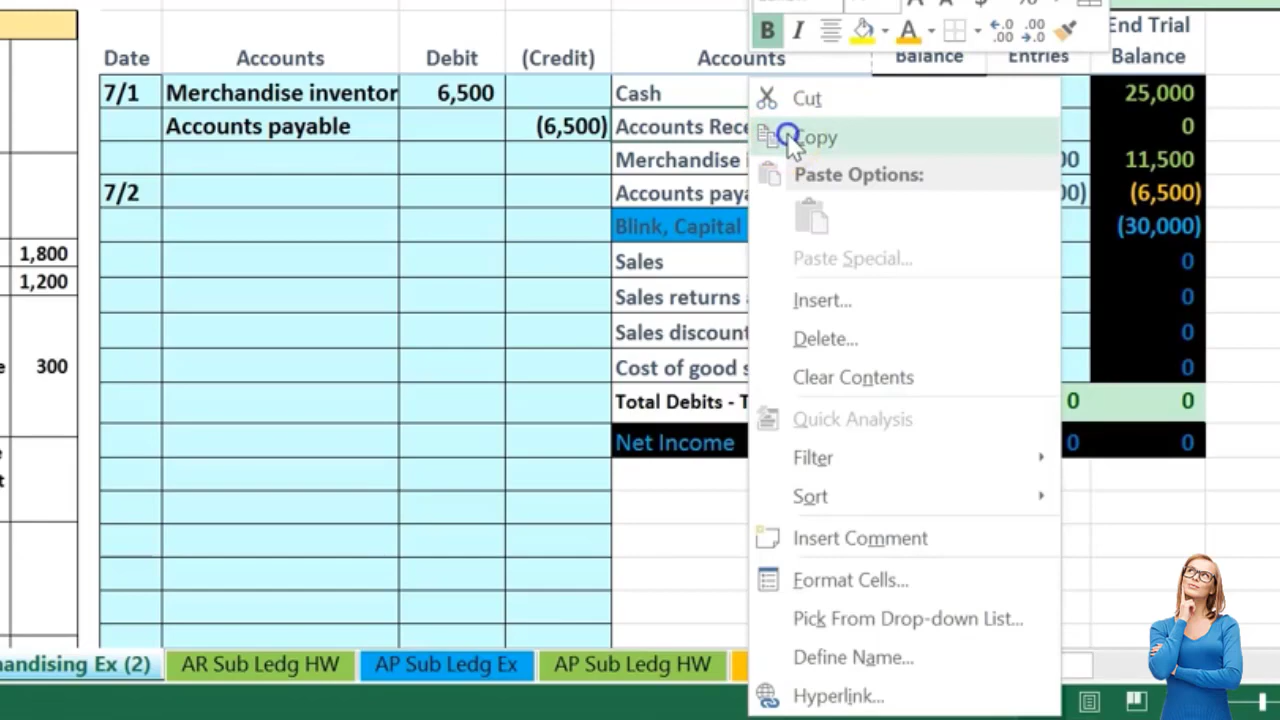 End Trial
Date Accounts Debit (Credit) Accounts Balance Entries Balance
7/1 Merchandise inventor 6,500 Cash 25,000
Accounts payable (6,500) Accounts Rece 0
Merchandise i 00 11,500
7/2 Accounts paya 00) (6,500)
Blink, Capital (30,000)
1,800 Sales 0
1,200 Sales returns a 0
Sales discount 0
e 300 Cost of good s 0
Total Debits - T 0 0
Net Income 0 0
e
t
B I A
Cut
Copy
Paste Options:
Paste Special...
Insert...
Delete...
Clear Contents
Quick Analysis
Filter
Sort
Insert Comment
Format Cells...
Pick From Drop-down List...
Define Name...
Hyperlink...
handising Ex (2) AR Sub Ledg HW AP Sub Ledg Ex AP Sub Ledg HW